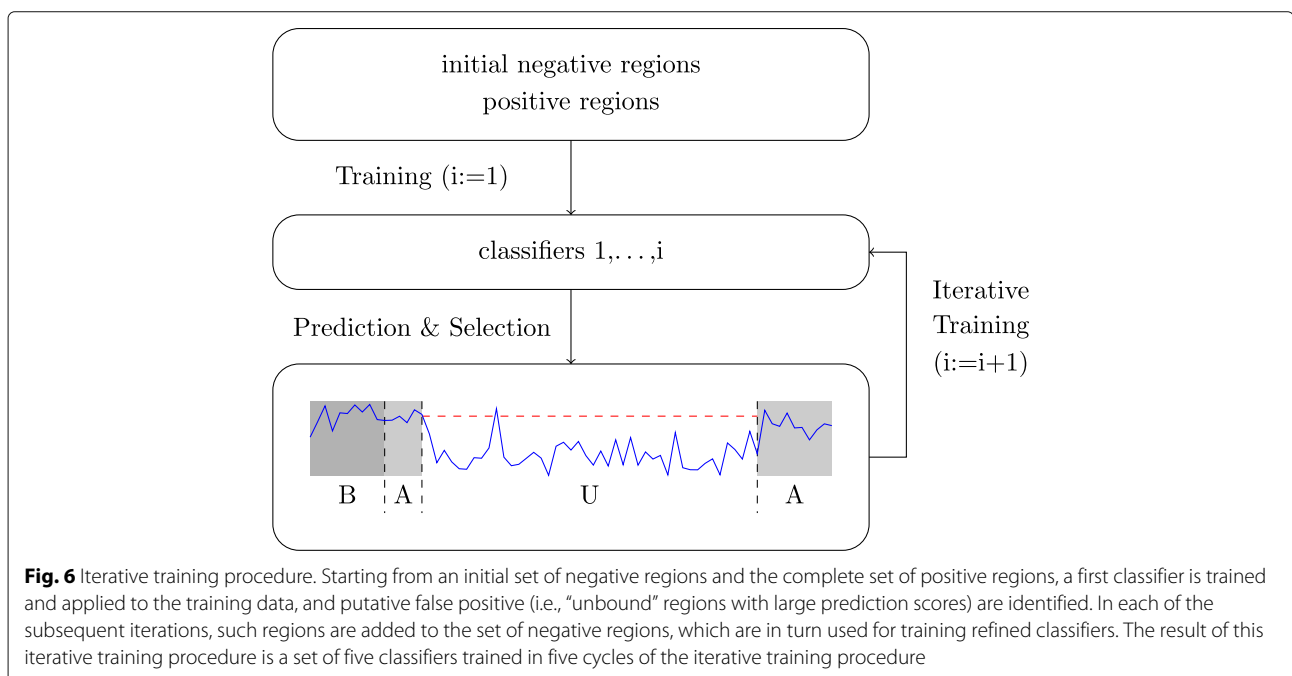 initial negative regions
positive regions
Training (i:=1)
classifiers 1,...,i
Prediction & Selection
Iterative
Training
(i:=i+1)
B A U A
Fig. 6 Iterative training procedure. Starting from an initial set of negative regions and the complete set of positive regions, a first classifier is trained
and applied to the training data, and putative false positive (i.e., “unbound” regions with large prediction scores) are identified. In each of the
subsequent iterations, such regions are added to the set of negative regions, which are in turn used for training refined classifiers. The result of this
iterative training procedure is a set of five classifiers trained in five cycles of the iterative training procedure